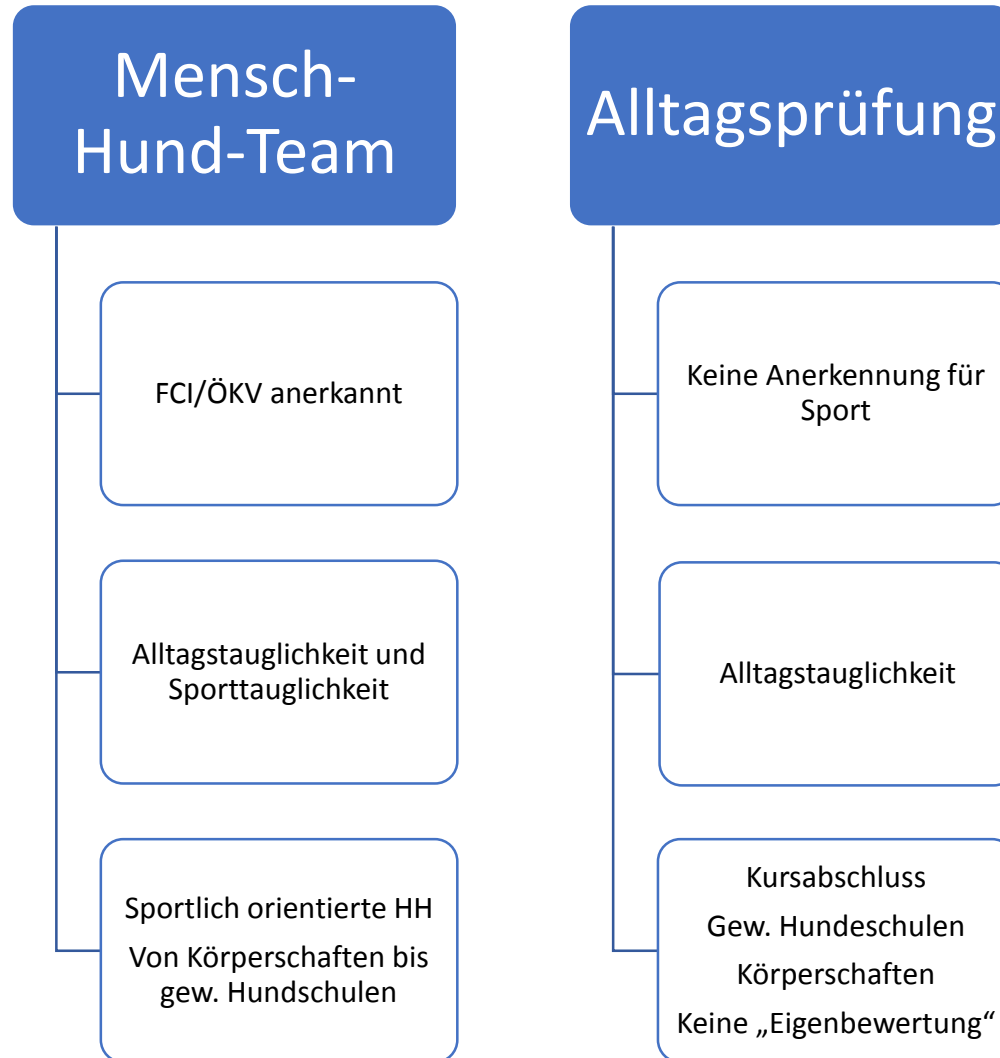 Mensch-
Hund-Team
FCI/ÖKV anerkannt
Alltagstauglichkeit und
Sporttauglichkeit
Sportlich orientierte HH
Von Körperschaften bis
gew. Hundschulen
Alltagsprüfung
Keine Anerkennung für
Sport
Alltagstauglichkeit
Kursabschluss
Gew. Hundeschulen
Körperschaften
Keine „Eigenbewertung“